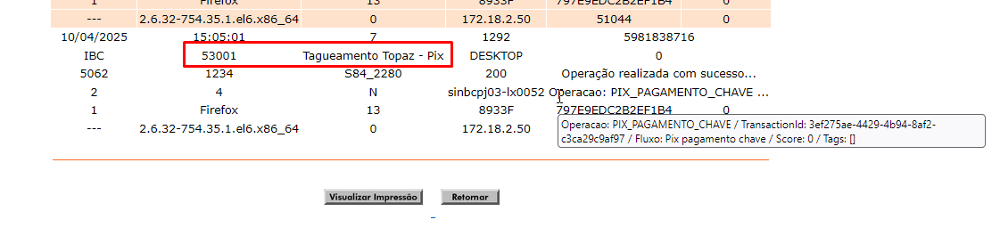 1 Firefox 13 8933F 797E9EDC2B2EF1B4 0
--- 2.6.32-754.35.1.el6.x86_64 0 172.18.2.50 51044 0
10/04/2025 15:05:01 7 1292 5981838716
IBC 53001 Tagueamento Topaz - Pix DESKTOP 0
5062 1234 S84_2280 200 Operação realizada com sucesso...
2 4 N sinbcpj03-lx0052 Operacao: PIX_PAGAMENTO_CHAVE ...
1 Firefox 13 8933F 797E9EDC2B2EF1B4 0
--- 2.6.32-754.35.1.el6.x86_64 0 172.18.2.50
Operacao: PIX_PAGAMENTO_CHAVE / TransactionId: 3ef275ae-4429-4b94-8af2-
c3ca29c9af97 / Fluxo: Pix pagamento chave / Score: 0 / Tags: []
Visualizar Impressão Retornar